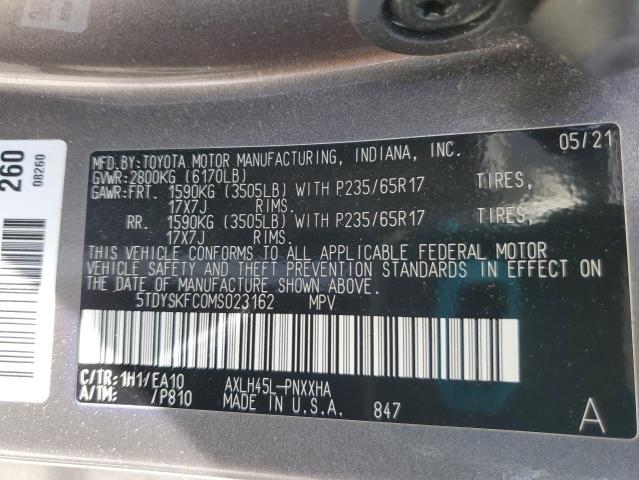 260
08260
MFD.BY:TOYOTA MOTOR MANUFACTURING, INDIANA, INC. 05/21
GVWR:2800KG (6170LB)
GAWR:FRT. 1590KG (3505LB) WITH P235/65R17 TIRES,
17X7J RIMS.
RR. 1590KG (3505LB) WITH P235/65R17 TIRES,
17X7J RIMS.
THIS VEHICLE CONFORMS TO ALL APPLICABLE FEDERAL MOTOR
VEHICLE SAFETY AND THEFT PREVENTION STANDARDS IN EFFECT ON
THE DATE OF MANUFACTURE SHOWN ABOVE.
5TDYSKFC0MS023162 MPV
C/TR:1H1/EA10 AXLH45L-PNXXHA
A/TM: /P810 MADE IN U.S.A. 847 A